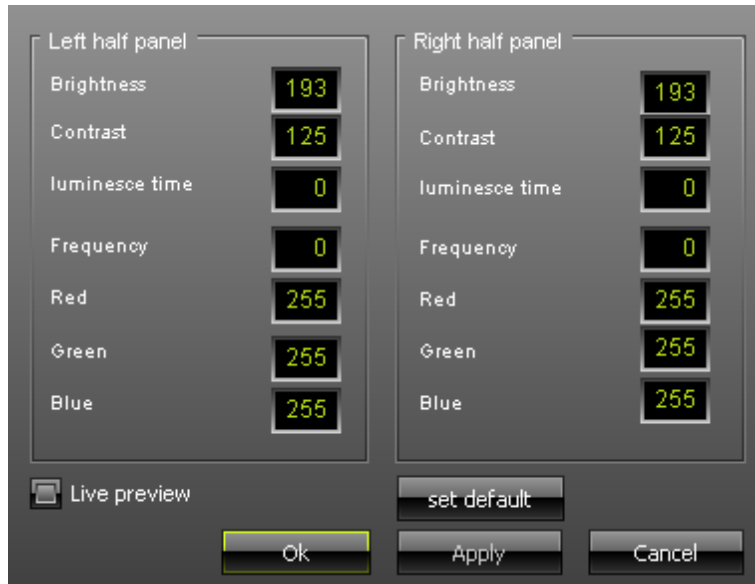 Left half panel
Brightness 193
Contrast 125
luminesce time 0
Frequency 0
Red 255
Green 255
Blue 255
Right half panel
Brightness 193
Contrast 125
luminesce time 0
Frequency 0
Red 255
Green 255
Blue 255
Live preview
set default
Ok
Apply
Cancel